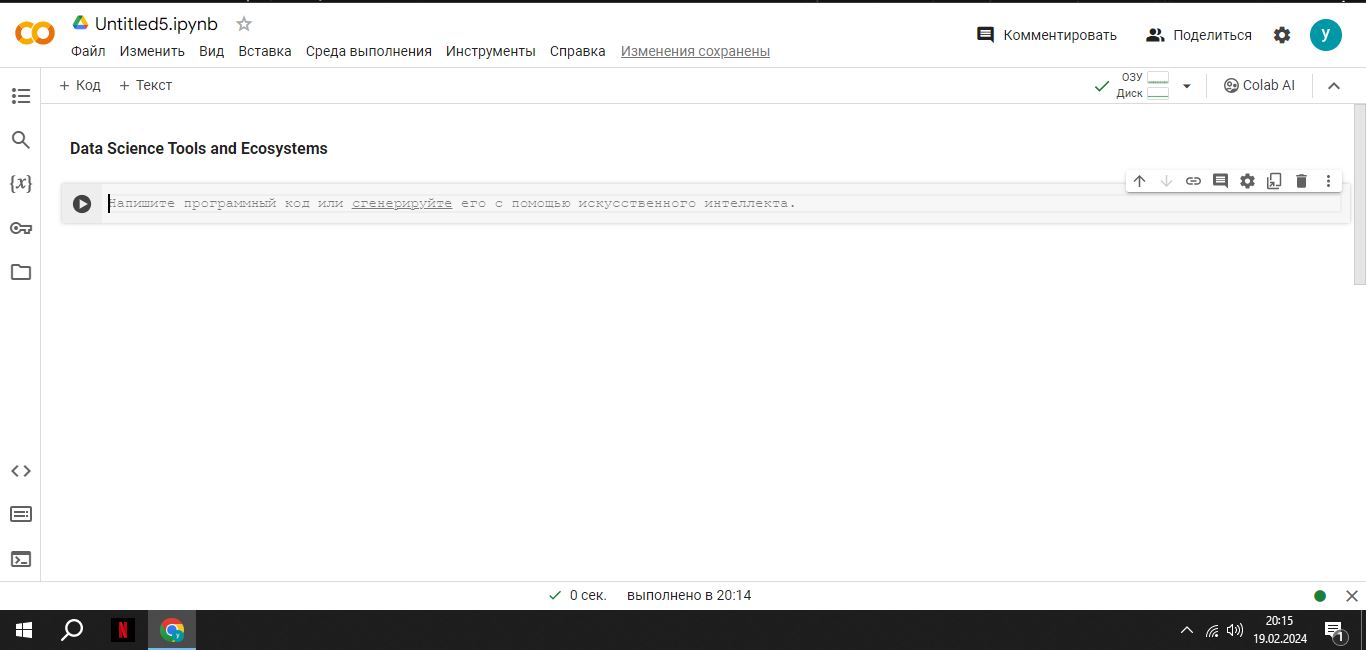 Untitled5.ipynb
Файл Изменить Вид Вставка Среда выполнения Инструменты Справка Изменения сохранены
Комментировать
Поделиться
y
+ Код + Текст
ОЗУ
Диск
Colab AI
{x}
Data Science Tools and Ecosystems
Напишите программный код или сгенерируйте его с помощью искусственного интеллекта.
0 сек. выполнено в 20:14
N
y
20:15
19.02.2024
1